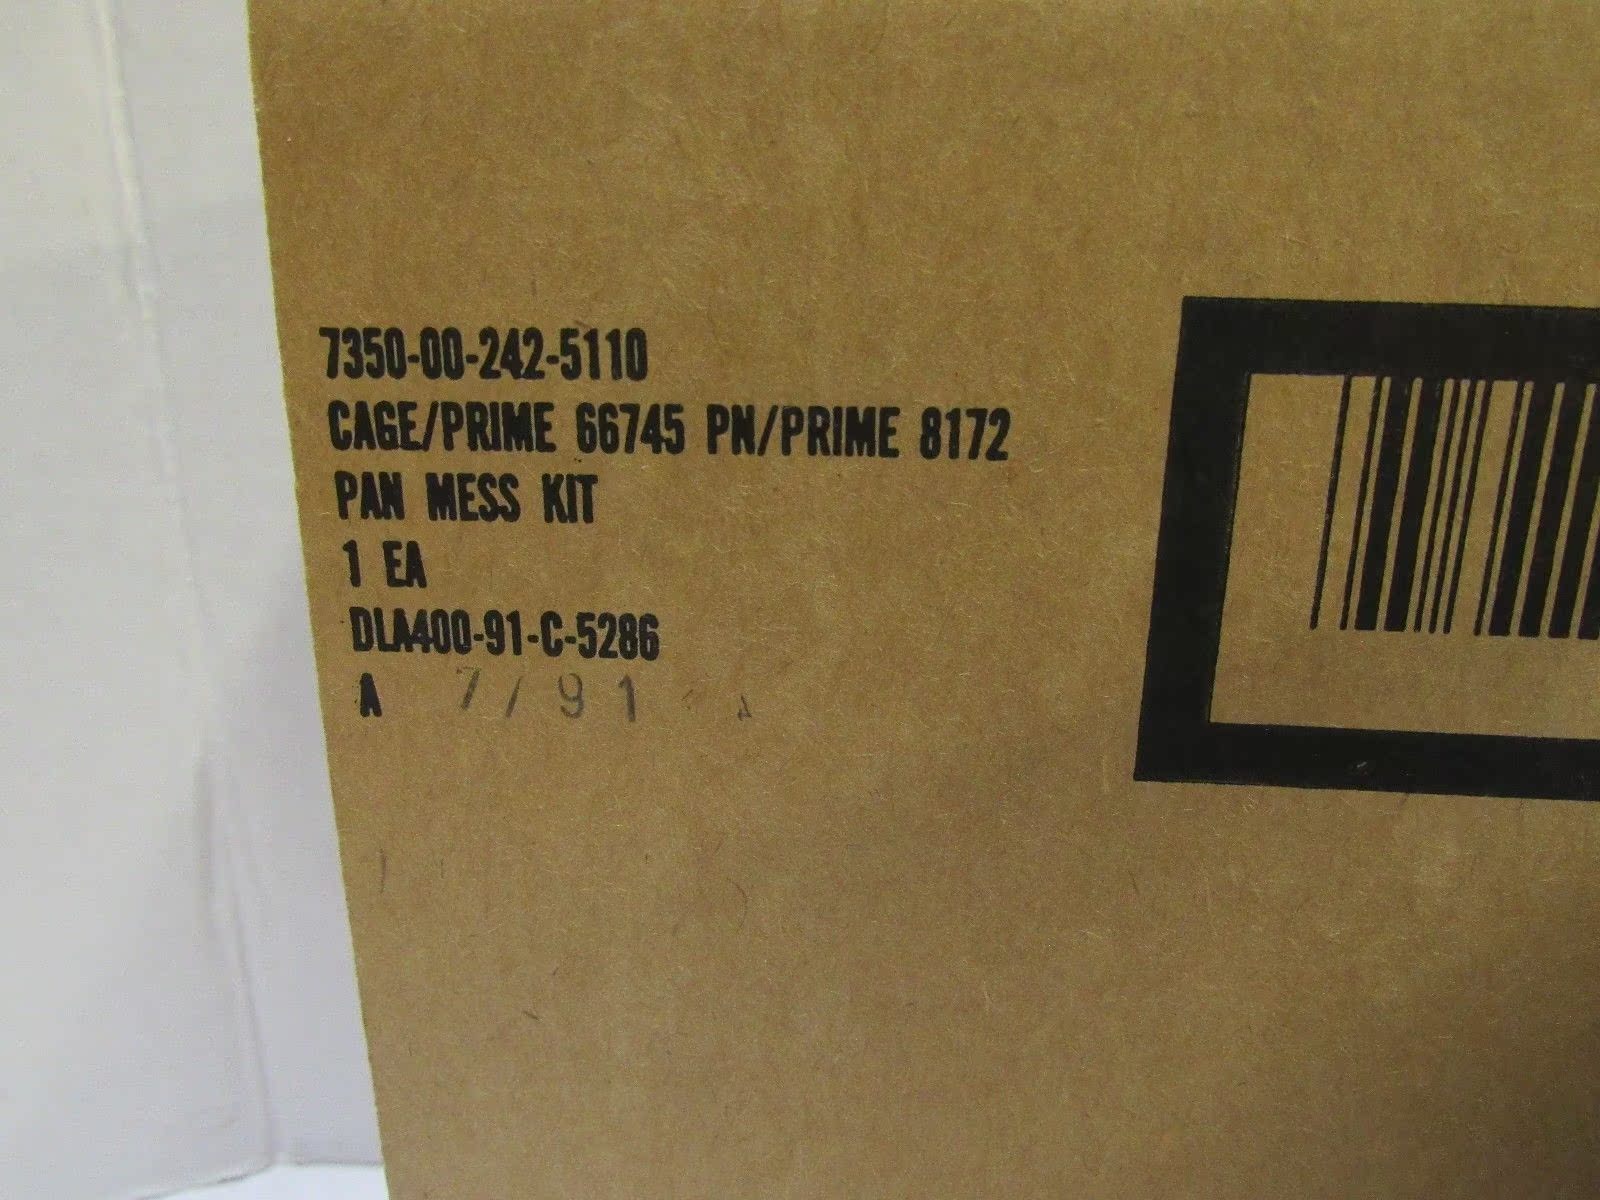 7350-00-242-5110
CAGE/PRIME 66745 PN/PRIME 8172
PAN MESS KIT
1 EA
DLA400-91-C-5286
A 7/91